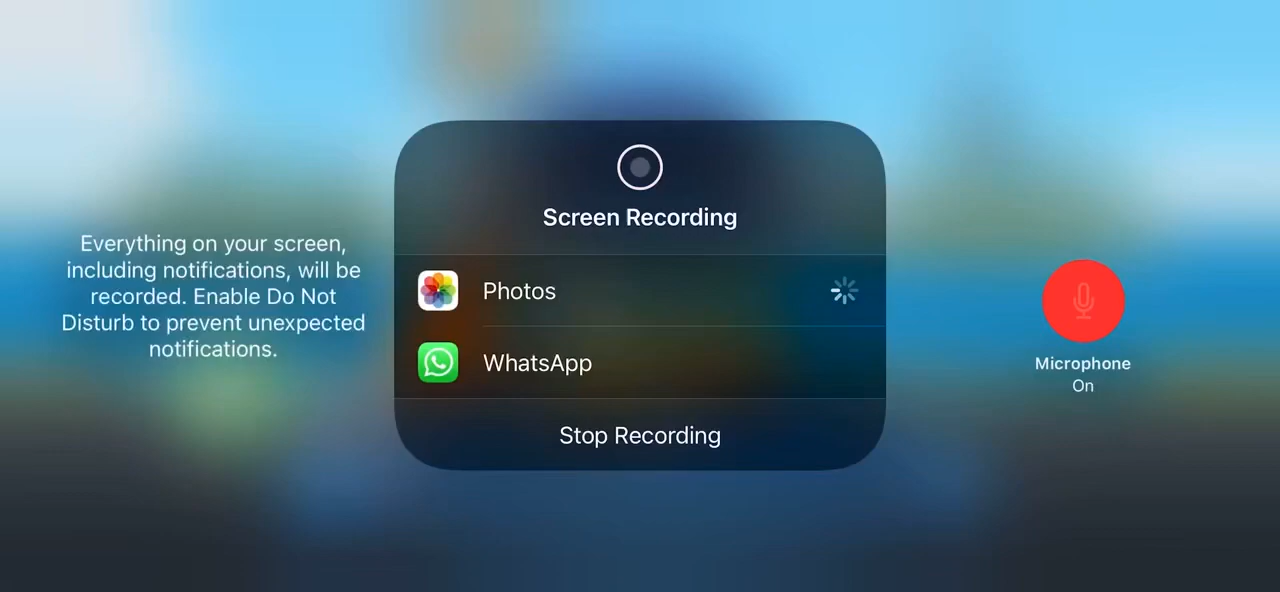 Screen Recording
Everything on your screen,
including notifications, will be
recorded. Enable Do Not
Disturb to prevent unexpected
notifications.
Photos
WhatsApp
Stop Recording
Microphone
On